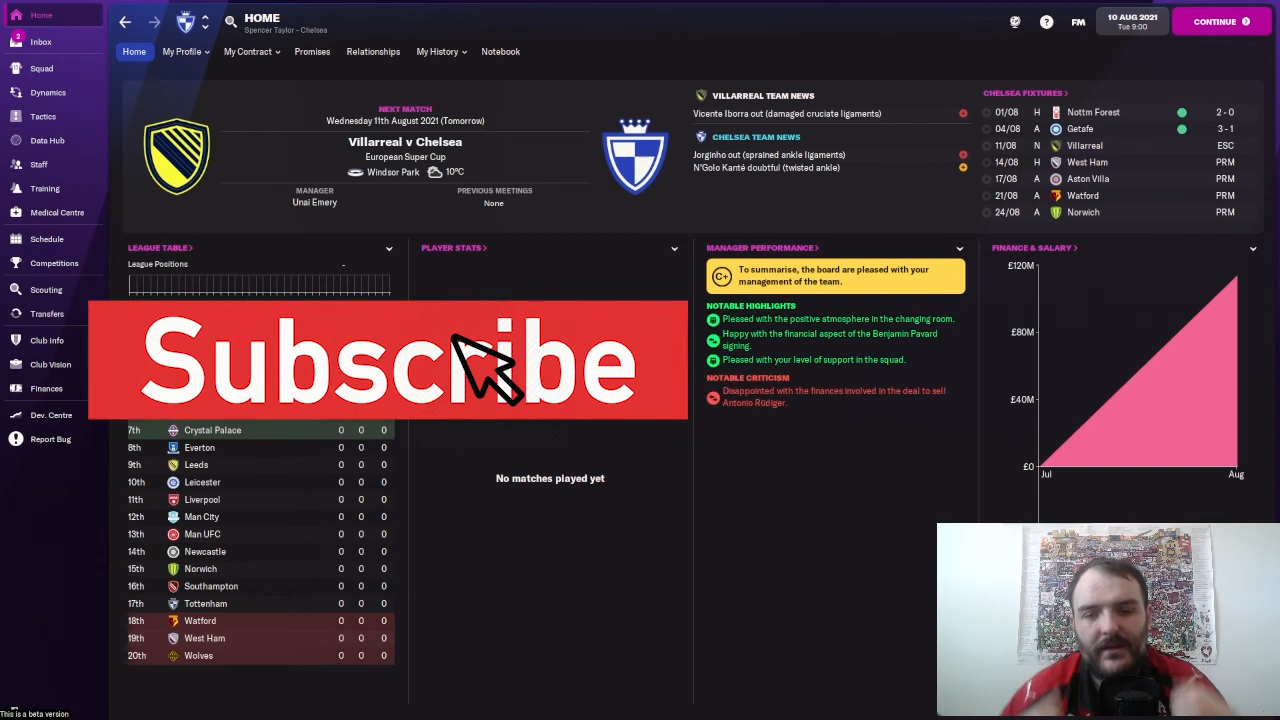 Home
HOME
Spencer Taylor - Chelsea
FM
10 AUG 2021
Tue 9:00
CONTINUE
2
Inbox
Squad
Dynamics
Tactics
Data Hub
Staff
Training
Medical Centre
Schedule
Competitions
Scouting
Transfers
Club Info
Club Vision
Finances
Dev. Centre
Report Bug
This is a beta version
Home
My Profile
My Contract
Promises
Relationships
My History
Notebook
NEXT MATCH
Wednesday 11th August 2021 (Tomorrow)
Villarreal v Chelsea
European Super Cup
Windsor Park 10°C
MANAGER
Unai Emery
PREVIOUS MEETINGS
None
VILLARREAL TEAM NEWS
Vicente Iborra out (damaged cruciate ligaments)
CHELSEA TEAM NEWS
Jorginho out (sprained ankle ligaments)
N'Golo Kanté doubtful (twisted ankle)
CHELSEA FIXTURES >
01/08 H Nottm Forest 2 - 0
04/08 A Getafe 3 - 1
11/08 N Villarreal ESC
14/08 H West Ham PRM
17/08 A Aston Villa PRM
21/08 A Watford PRM
24/08 A Norwich PRM
LEAGUE TABLE >
League Positions -
Subscribe
7th Crystal Palace 0 0 0
8th Everton 0 0 0
9th Leeds 0 0 0
10th Leicester 0 0 0
11th Liverpool 0 0 0
12th Man City 0 0 0
13th Man UFC 0 0 0
14th Newcastle 0 0 0
15th Norwich 0 0 0
16th Southampton 0 0 0
17th Tottenham 0 0 0
18th Watford 0 0 0
19th West Ham 0 0 0
20th Wolves 0 0 0
PLAYER STATS >
No matches played yet
MANAGER PERFORMANCE >
C+
To summarise, the board are pleased with your
management of the team.
NOTABLE HIGHLIGHTS
Pleased with the positive atmosphere in the changing room.
Happy with the financial aspect of the Benjamin Pavard
signing.
Pleased with your level of support in the squad.
NOTABLE CRITICISM
Disappointed with the finances involved in the deal to sell
Antonio Rüdiger.
FINANCE & SALARY >
£120M
£80M
£40M
£0
Jul Aug